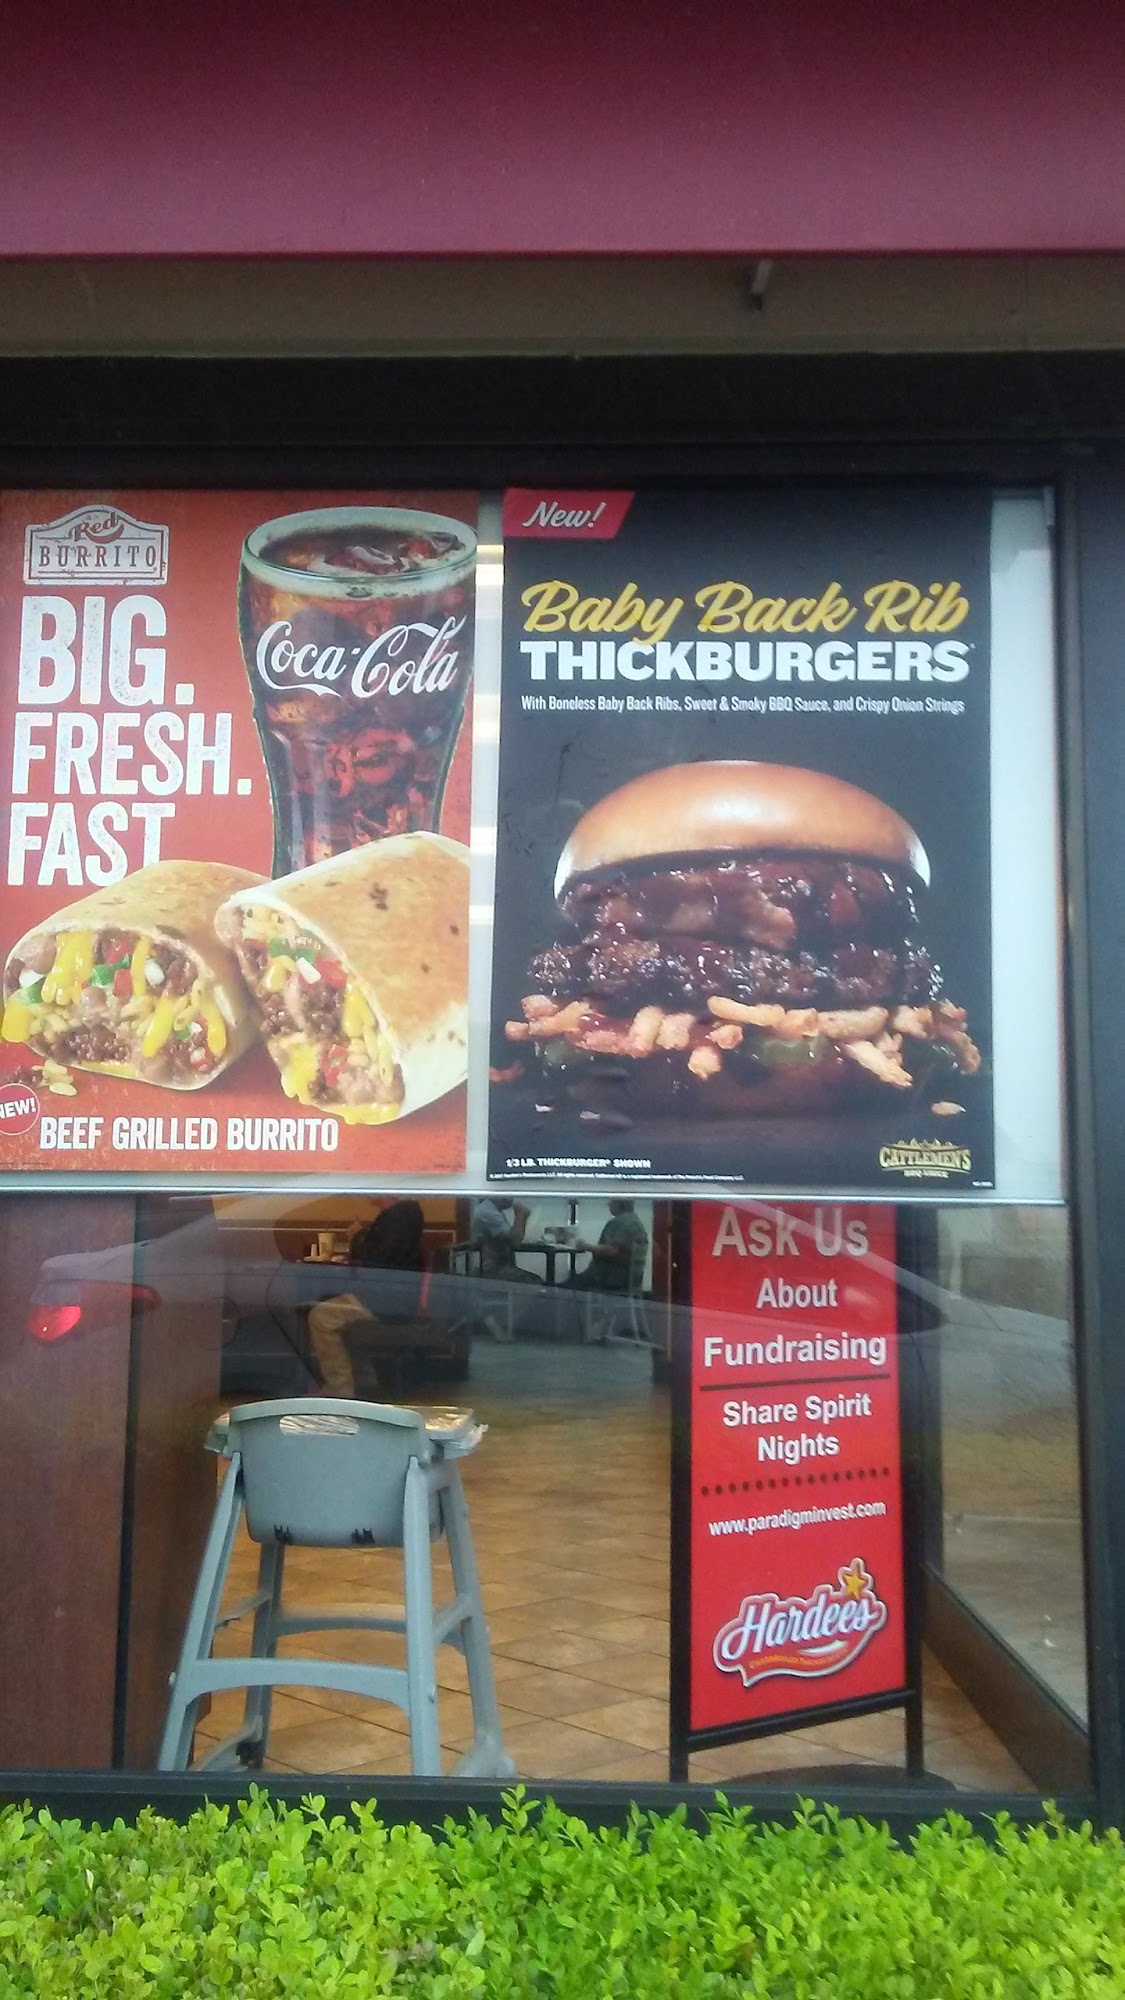 Red
BURRITO
BIG.
FRESH.
FAST
Coca-Cola
NEW!
BEEF GRILLED BURRITO
New!
Baby Back Rib
THICKBURGERS
With Boneless Baby Back Ribs, Sweet & Smoky BBQ Sauce, and Crispy Onion Strings
1/3 LB. THICKBURGER® SHOWN
CATTLEMEN'S
BBQ SAUCE
Ask Us
About
Fundraising
Share Spirit
Nights
www.paradigminvest.com
Hardee's